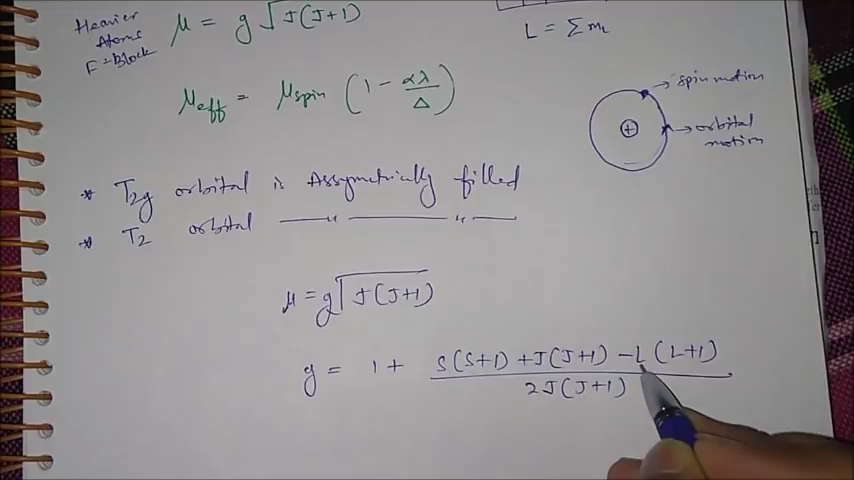 Heavier
Atoms
F-Block
μ = g √J(J+1)
L = Σ mL
μeff = μspin (1 - αλ/Δ)
→ spin motion
+
→ orbital
motion
* T2g orbital is Assymetrically filled
* T2 orbital —"—"—
μ = g√J(J+1)
g = 1 + S(S+1) + J(J+1) - L(L+1)
2J(J+1)